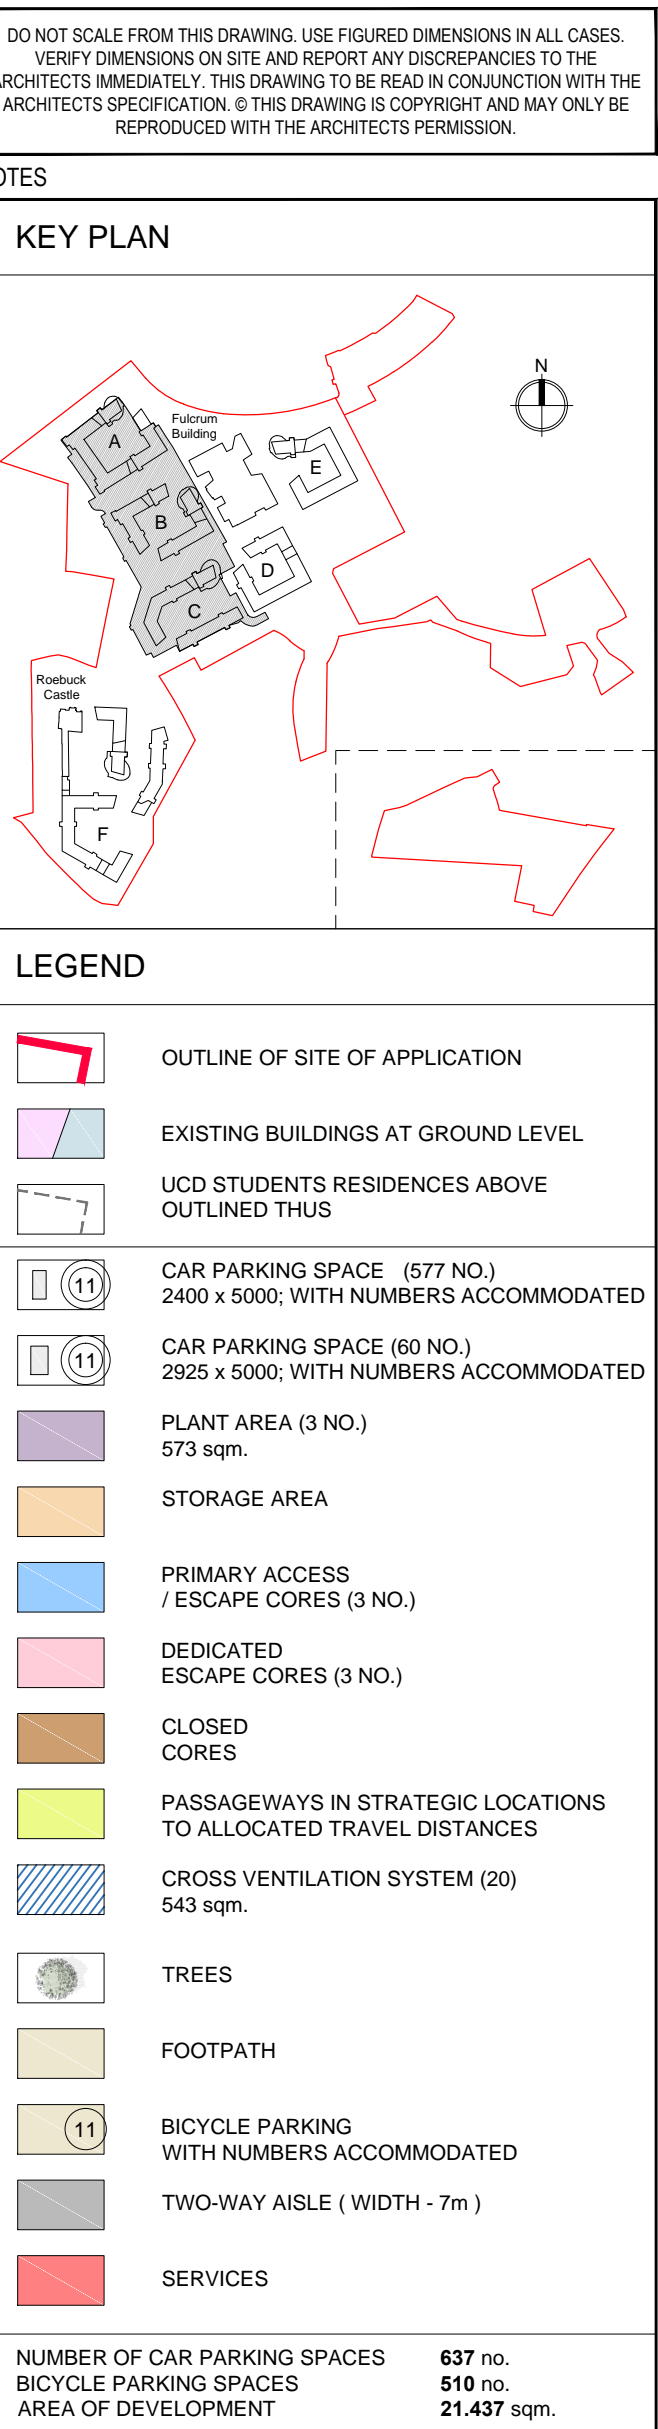 DO NOT SCALE FROM THIS DRAWING. USE FIGURED DIMENSIONS IN ALL CASES.
VERIFY DIMENSIONS ON SITE AND REPORT ANY DISCREPANCIES TO THE
ARCHITECTS IMMEDIATELY. THIS DRAWING TO BE READ IN CONJUNCTION WITH THE
ARCHITECTS SPECIFICATION. © THIS DRAWING IS COPYRIGHT AND MAY ONLY BE
REPRODUCED WITH THE ARCHITECTS PERMISSION.
OTES
KEY PLAN
N
Fulcrum
Building
A
E
B
D
C
Roebuck
Castle
F
LEGEND
OUTLINE OF SITE OF APPLICATION
EXISTING BUILDINGS AT GROUND LEVEL
UCD STUDENTS RESIDENCES ABOVE
OUTLINED THUS
11 CAR PARKING SPACE (577 NO.)
2400 x 5000; WITH NUMBERS ACCOMMODATED
11 CAR PARKING SPACE (60 NO.)
2925 x 5000; WITH NUMBERS ACCOMMODATED
PLANT AREA (3 NO.)
573 sqm.
STORAGE AREA
PRIMARY ACCESS
/ ESCAPE CORES (3 NO.)
DEDICATED
ESCAPE CORES (3 NO.)
CLOSED
CORES
PASSAGEWAYS IN STRATEGIC LOCATIONS
TO ALLOCATED TRAVEL DISTANCES
CROSS VENTILATION SYSTEM (20)
543 sqm.
TREES
FOOTPATH
11 BICYCLE PARKING
WITH NUMBERS ACCOMMODATED
TWO-WAY AISLE ( WIDTH - 7m )
SERVICES
NUMBER OF CAR PARKING SPACES 637 no.
BICYCLE PARKING SPACES 510 no.
AREA OF DEVELOPMENT 21.437 sqm.